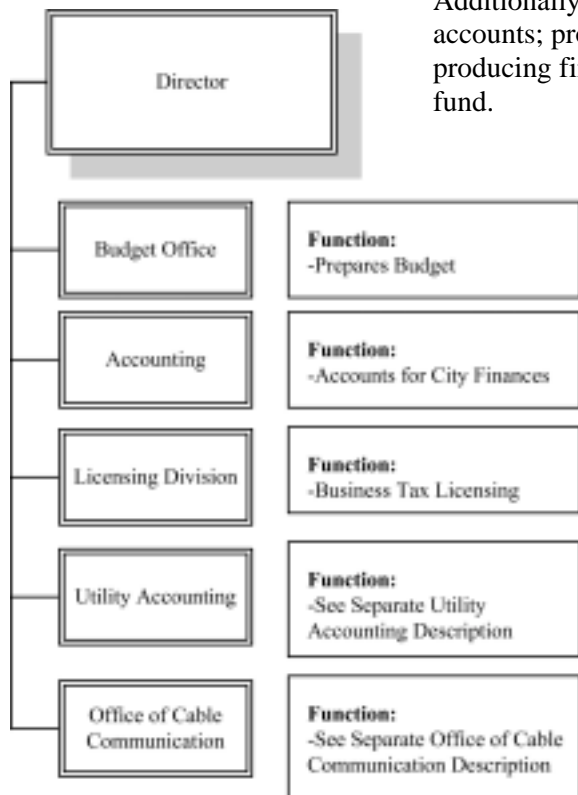 Additionally
accounts; pro
producing fi
fund.
Director
Budget Office
Function:
-Prepares Budget
Accounting
Function:
-Accounts for City Finances
Licensing Division
Function:
-Business Tax Licensing
Utility Accounting
Function:
-See Separate Utility
Accounting Description
Office of Cable
Communication
Function:
-See Separate Office of Cable
Communication Description